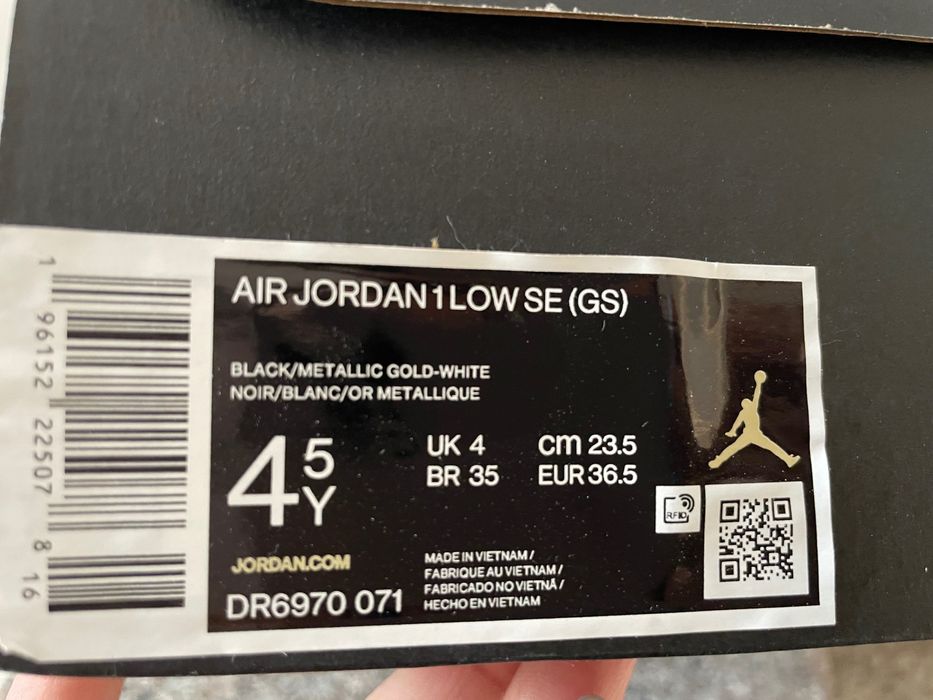 AIR JORDAN 1 LOW SE (GS)
BLACK/METALLIC GOLD-WHITE
NOIR/BLANC/OR METALLIQUE
4 5 Y
UK 4 CM 23.5
BR 35 EUR 36.5
RFID
JORDAN.COM
DR6970 071
MADE IN VIETNAM /
FABRIQUE AU VIETNAM /
FABRICADO NO VIETNÃ /
HECHO EN VIETNAM
1 96152 22507 8 16